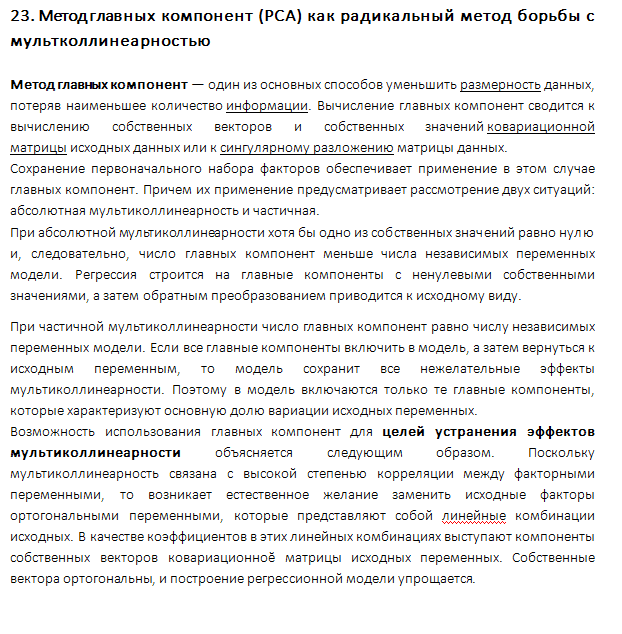 23. Метод главных компонент (PCA) как радикальный метод борьбы с
мультколлинеарностью
Метод главных компонент — один из основных способов уменьшить размерность данных,
потеряв наименьшее количество информации. Вычисление главных компонент сводится к
вычислению собственных векторов и собственных значений ковариационной
матрицы исходных данных или к сингулярному разложению матрицы данных.
Сохранение первоначального набора факторов обеспечивает применение в этом случае
главных компонент. Причем их применение предусматривает рассмотрение двух ситуаций:
абсолютная мультиколлинеарность и частичная.
При абсолютной мультиколлинеарности хотя бы одно из собственных значений равно нулю
и, следовательно, число главных компонент меньше числа независимых переменных
модели. Регрессия строится на главные компоненты с ненулевыми собственными
значениями, а затем обратным преобразованием приводится к исходному виду.
При частичной мультиколлинеарности число главных компонент равно числу независимых
переменных модели. Если все главные компоненты включить в модель, а затем вернуться к
исходным переменным, то модель сохранит все нежелательные эффекты
мультиколлинеарности. Поэтому в модель включаются только те главные компоненты,
которые характеризуют основную долю вариации исходных переменных.
Возможность использования главных компонент для целей устранения эффектов
мультиколлинеарности объясняется следующим образом. Поскольку
мультиколлинеарность связана с высокой степенью корреляции между факторными
переменными, то возникает естественное желание заменить исходные факторы
ортогональными переменными, которые представляют собой линейные комбинации
исходных. В качестве коэффициентов в этих линейных комбинациях выступают компоненты
собственных векторов ковариационной матрицы исходных переменных. Собственные
вектора ортогональны, и построение регрессионной модели упрощается.